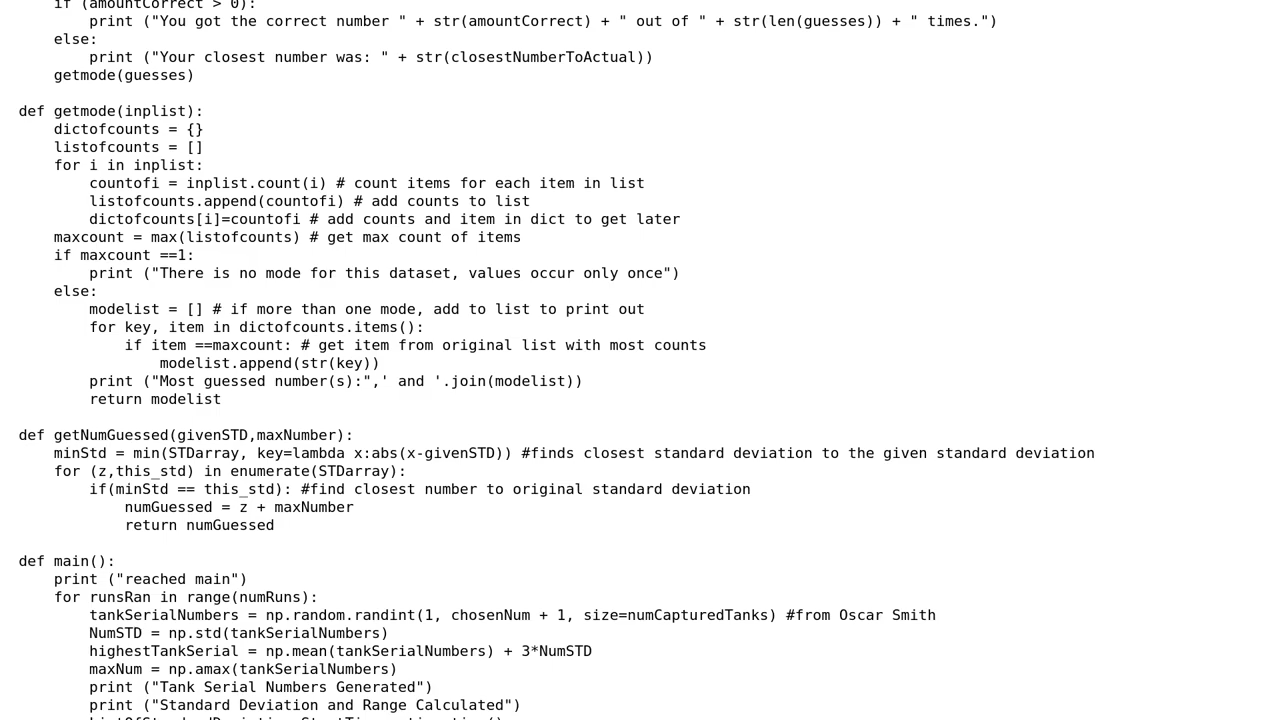 if (amountCorrect > 0):
print ("You got the correct number " + str(amountCorrect) + " out of " + str(len(guesses)) + " times.")
else:
print ("Your closest number was: " + str(closestNumberToActual))
getmode(guesses)
def getmode(inplist):
dictofcounts = {}
listofcounts = []
for i in inplist:
countofi = inplist.count(i) # count items for each item in list
listofcounts.append(countofi) # add counts to list
dictofcounts[i]=countofi # add counts and item in dict to get later
maxcount = max(listofcounts) # get max count of items
if maxcount ==1:
print ("There is no mode for this dataset, values occur only once")
else:
modelist = [] # if more than one mode, add to list to print out
for key, item in dictofcounts.items():
if item ==maxcount: # get item from original list with most counts
modelist.append(str(key))
print ("Most guessed number(s):",' and '.join(modelist))
return modelist
def getNumGuessed(givenSTD,maxNumber):
minStd = min(STDarray, key=lambda x:abs(x-givenSTD)) #finds closest standard deviation to the given standard deviation
for (z,this_std) in enumerate(STDarray):
if(minStd == this_std): #find closest number to original standard deviation
numGuessed = z + maxNumber
return numGuessed
def main():
print ("reached main")
for runsRan in range(numRuns):
tankSerialNumbers = np.random.randint(1, chosenNum + 1, size=numCapturedTanks) #from Oscar Smith
NumSTD = np.std(tankSerialNumbers)
highestTankSerial = np.mean(tankSerialNumbers) + 3*NumSTD
maxNum = np.amax(tankSerialNumbers)
print ("Tank Serial Numbers Generated")
print ("Standard Deviation and Range Calculated")